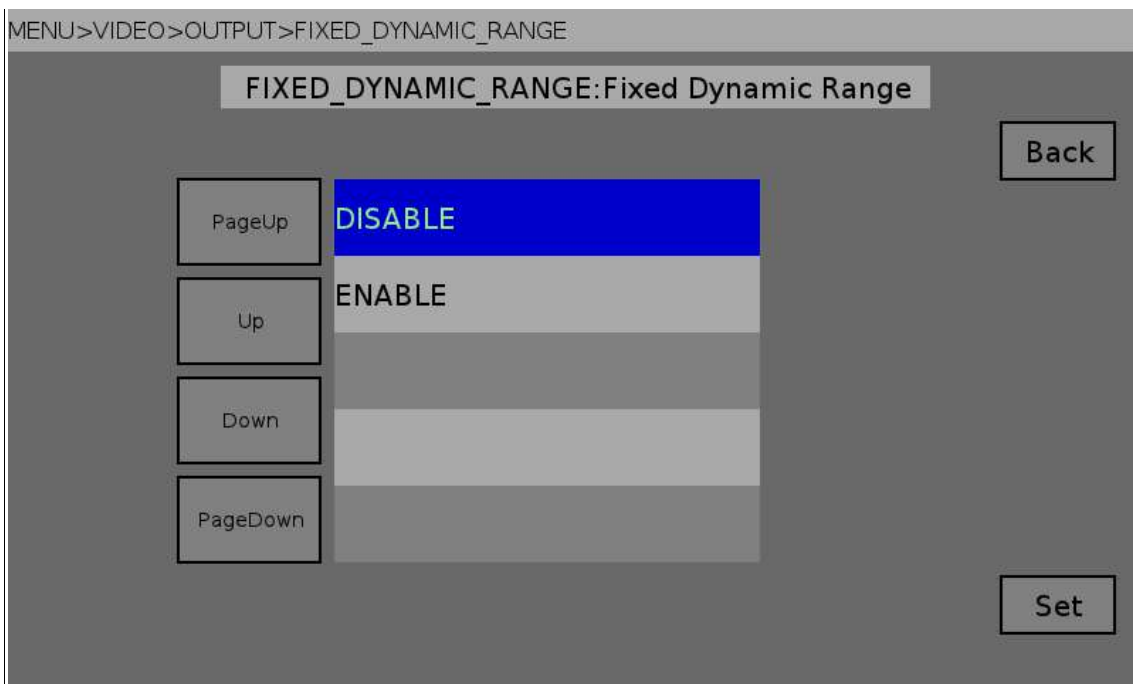 MENU>VIDEO>OUTPUT>FIXED_DYNAMIC_RANGE
FIXED_DYNAMIC_RANGE:Fixed Dynamic Range
Back
PageUp
DISABLE
Up
ENABLE
Down
PageDown
Set